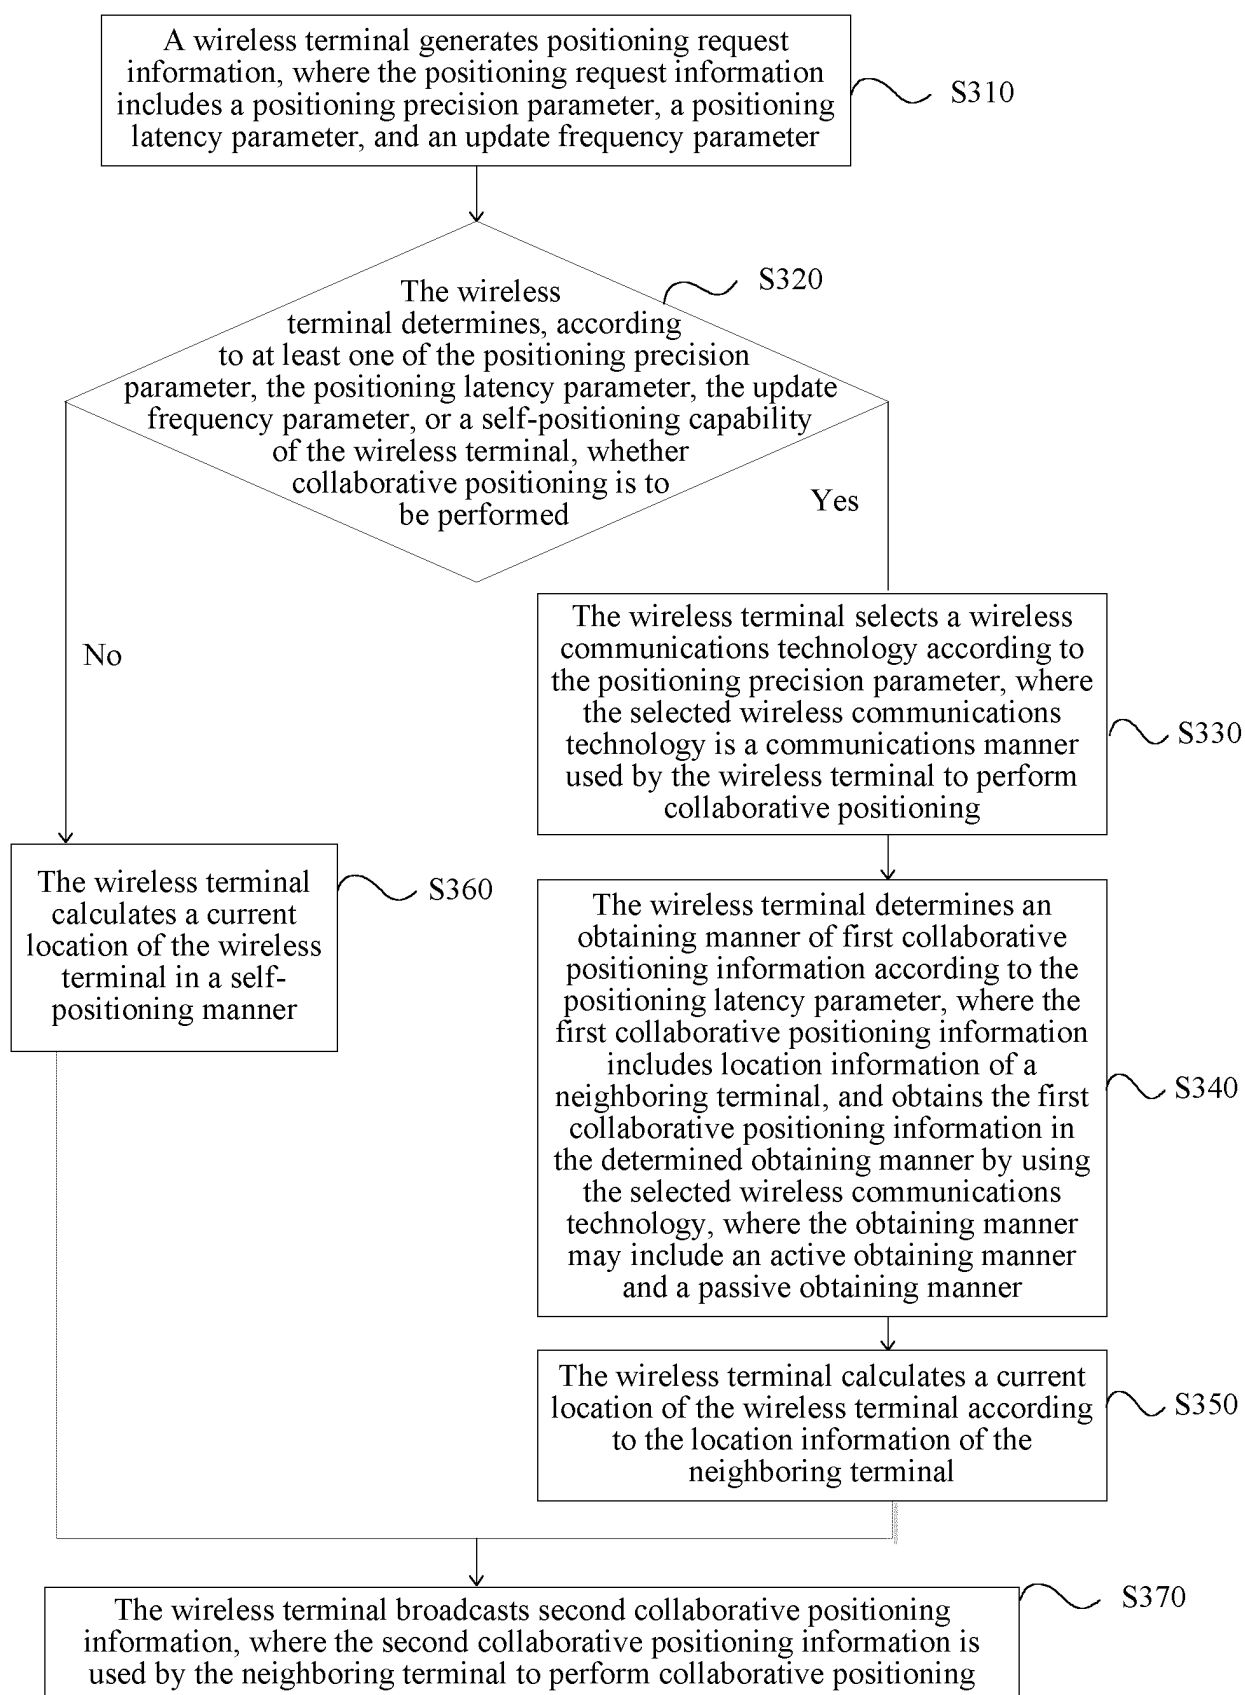 A wireless terminal generates positioning request
information, where the positioning request information
includes a positioning precision parameter, a positioning
latency parameter, and an update frequency parameter
S310
S320
The wireless
terminal determines, according
to at least one of the positioning precision
parameter, the positioning latency parameter, the update
frequency parameter, or a self-positioning capability
of the wireless terminal, whether
collaborative positioning is to
be performed
Yes
No
The wireless terminal selects a wireless
communications technology according to
the positioning precision parameter, where
the selected wireless communications
technology is a communications manner
used by the wireless terminal to perform
collaborative positioning
S330
The wireless terminal
calculates a current
location of the wireless
terminal in a self-
positioning manner
S360
The wireless terminal determines an
obtaining manner of first collaborative
positioning information according to the
positioning latency parameter, where the
first collaborative positioning information
includes location information of a
neighboring terminal, and obtains the first
collaborative positioning information in
the determined obtaining manner by using
the selected wireless communications
technology, where the obtaining manner
may include an active obtaining manner
and a passive obtaining manner
S340
The wireless terminal calculates a current
location of the wireless terminal according
to the location information of the
neighboring terminal
S350
S370
The wireless terminal broadcasts second collaborative positioning
information, where the second collaborative positioning information is
used by the neighboring terminal to perform collaborative positioning